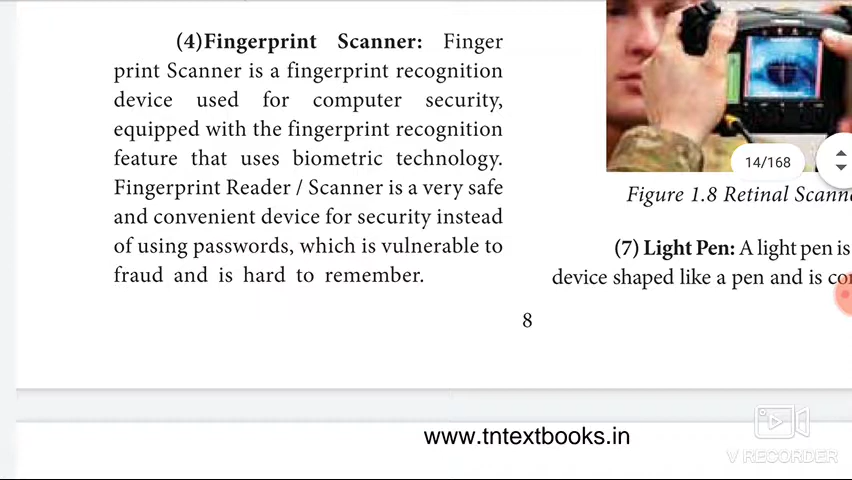 (4)Fingerprint Scanner: Finger
print Scanner is a fingerprint recognition
device used for computer security,
equipped with the fingerprint recognition
feature that uses biometric technology.
Fingerprint Reader / Scanner is a very safe
and convenient device for security instead
of using passwords, which is vulnerable to
fraud and is hard to remember.
14/168
Figure 1.8 Retinal
(7) Light Pen: A light pen is
device shaped like a pen and is
8
www.tntextbooks.in
V RECORDER